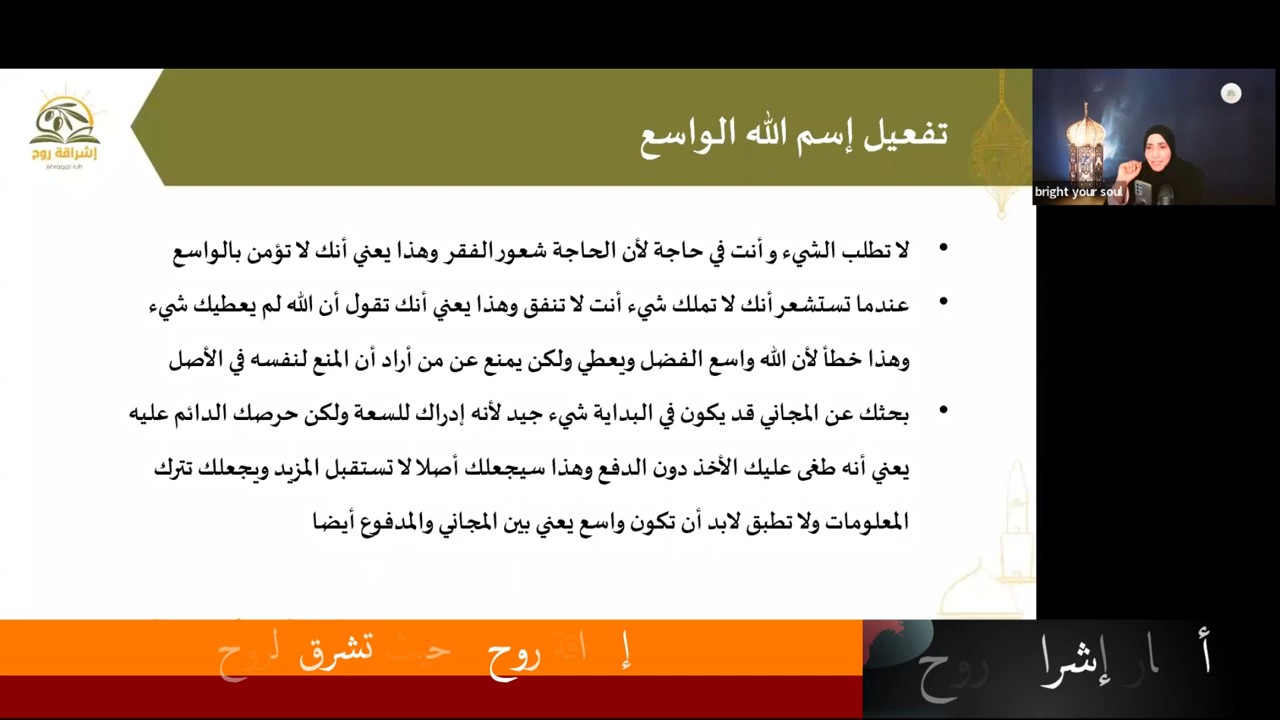 إشراقة روح
ishraqat ruh
تفعيل إسم الله الواسع
bright your soul
لا تطلب الشيء و أنت في حاجة لأن الحاجة شعور الفقر وهذا يعني أنك لا تؤمن بالواسع
عندما تستشعر أنك لا تملك شيء أنت لا تنفق وهذا يعني أنك تقول أن الله لم يعطيك شيء
وهذا خطأ لأن الله واسع الفضل ويعطي ولكن يمنع عن من أراد أن المنع لنفسه في الأصل
بحثك عن المجاني قد يكون في البداية شيء جيد لأنه إدراك للسعة ولكن حرصك الدائم عليه
يعني أنه طغى عليك الأخذ دون الدفع وهذا سيجعلك أصلا لا تستقبل المزيد ويجعلك تترك
المعلومات ولا تطبق لابد أن تكون واسع يعني بين المجاني والمدفوع أيضا
روح تشرق
روح